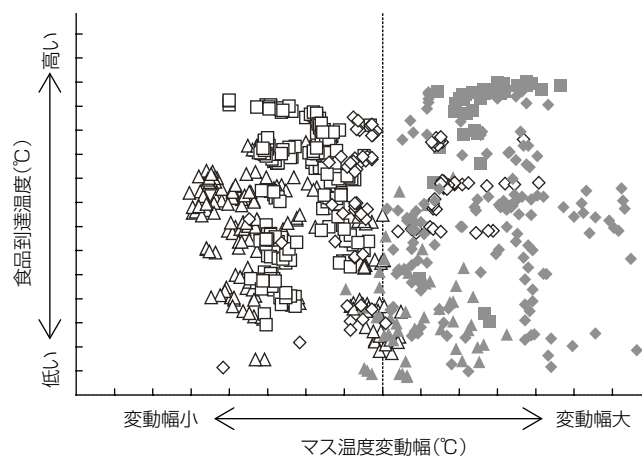 高い
食品到達温度(℃)
低い
変動幅小
変動幅大
マス温度変動幅(℃)